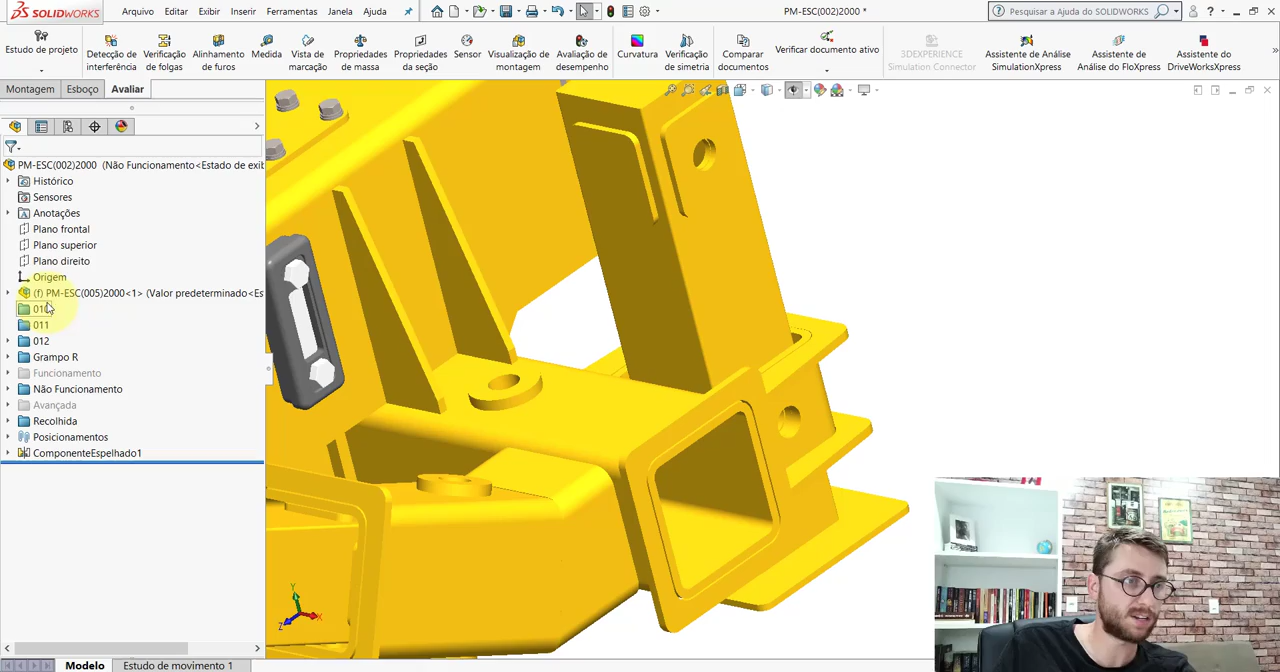 SOLIDWORKS Arquivo Editar Exibir Inserir Ferramentas Janela Ajuda PM-ESC(002)2000 * Pesquisar a Ajuda do SOLIDWORKS
Estudo de projeto
Detecção de interferência
Verificação de folgas
Alinhamento de furos
Medida
Vista de marcação
Propriedades de massa
Propriedades da seção
Sensor
Visualização de montagem
Avaliação de desempenho
Curvatura
Verificação de simetria
Comparar documentos
Verificar documento ativo
3DEXPERIENCE Simulation Connector
Assistente de Análise SimulationXpress
Assistente de Análise do FloXpress
Assistente do DriveWorksXpress
Montagem Esboço Avaliar
PM-ESC(002)2000 (Não Funcionamento<Estado de exib
Histórico
Sensores
Anotações
Plano frontal
Plano superior
Plano direito
Origem
(f) PM-ESC(005)2000<1> (Valor predeterminado<Es
011
012
Grampo R
Funcionamento
Não Funcionamento
Avançada
Recolhida
Posicionamentos
ComponenteEspelhado1
Y
X
Z
Modelo Estudo de movimento 1